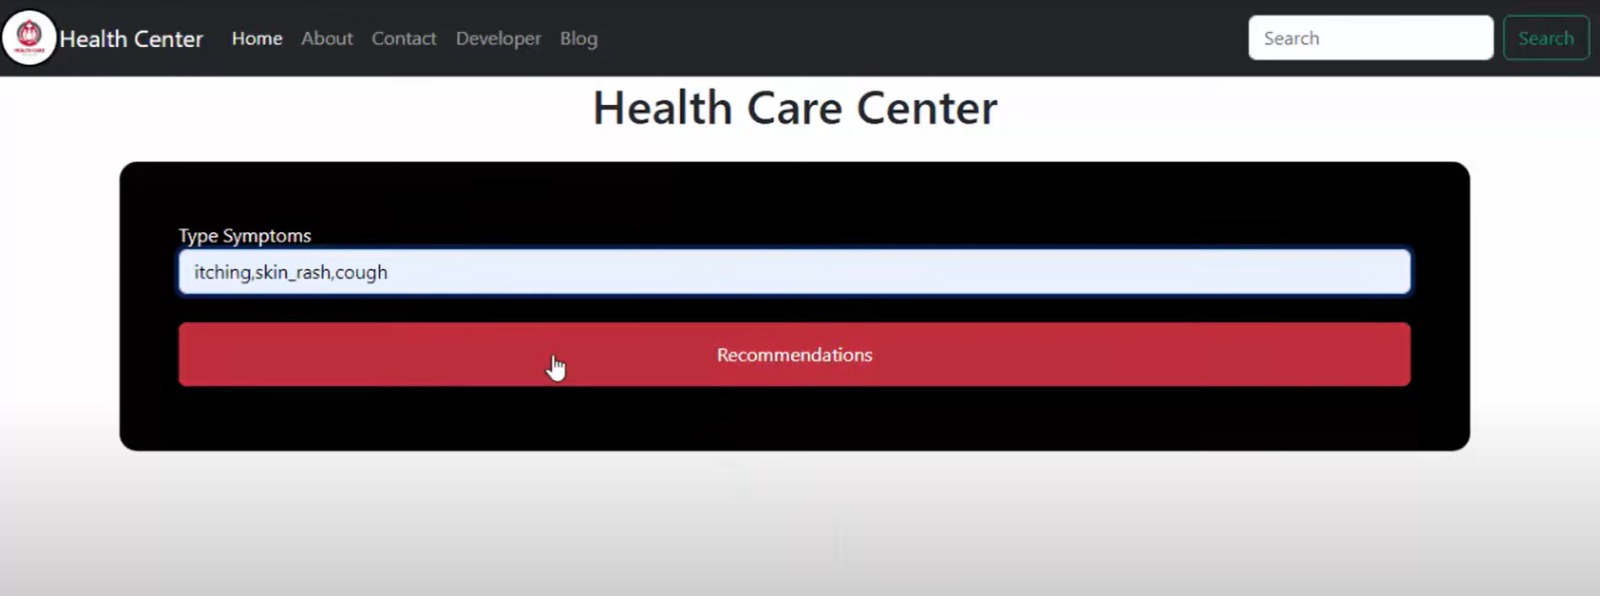 Health Center Home About Contact Developer Blog Search Search
Health Care Center
Type Symptoms
itching,skin_rash,cough
Recommendations